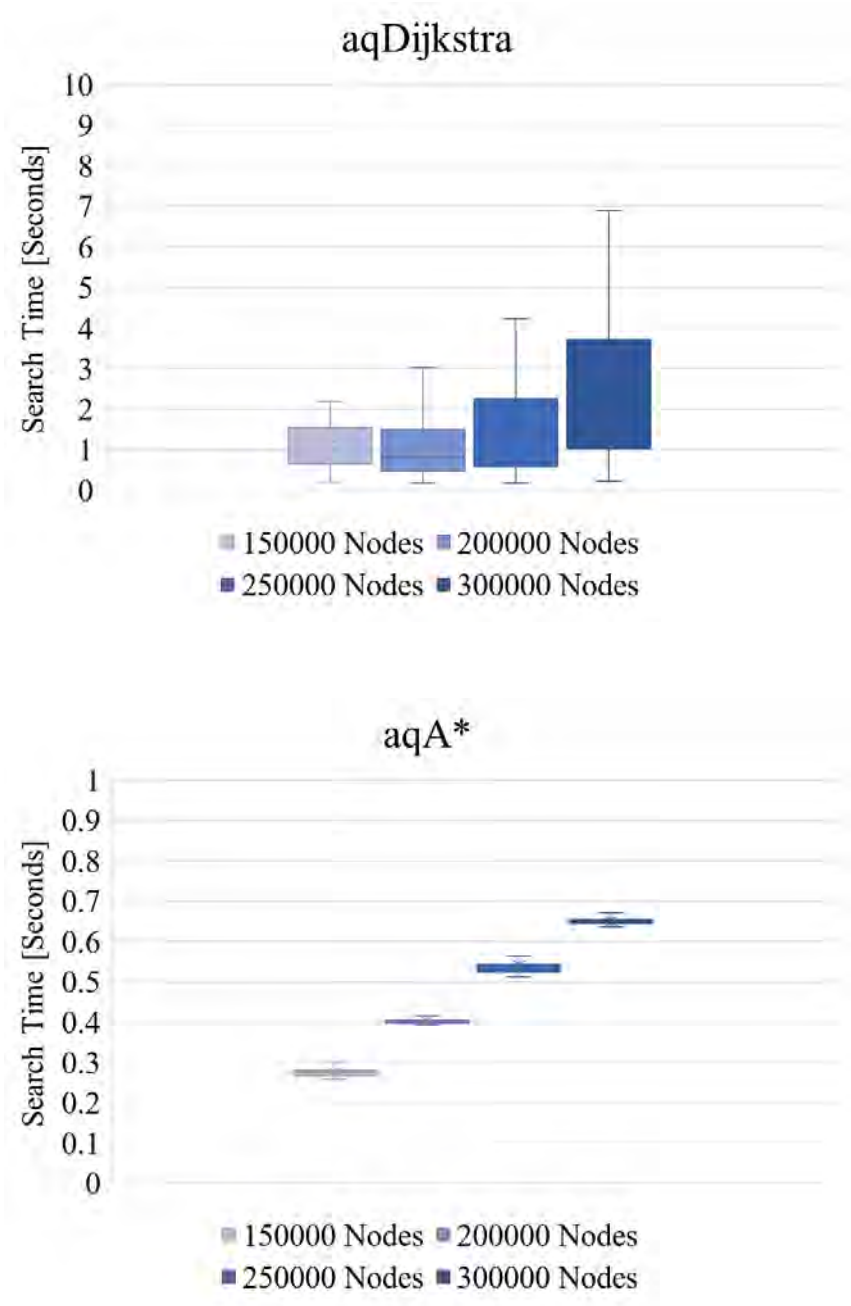 aqDijkstra
Search Time [Seconds]
10
9
8
7
6
5
4
3
2
1
0
150000 Nodes 200000 Nodes
250000 Nodes 300000 Nodes
aqA*
Search Time [Seconds]
1
0.9
0.8
0.7
0.6
0.5
0.4
0.3
0.2
0.1
0
150000 Nodes 200000 Nodes
250000 Nodes 300000 Nodes